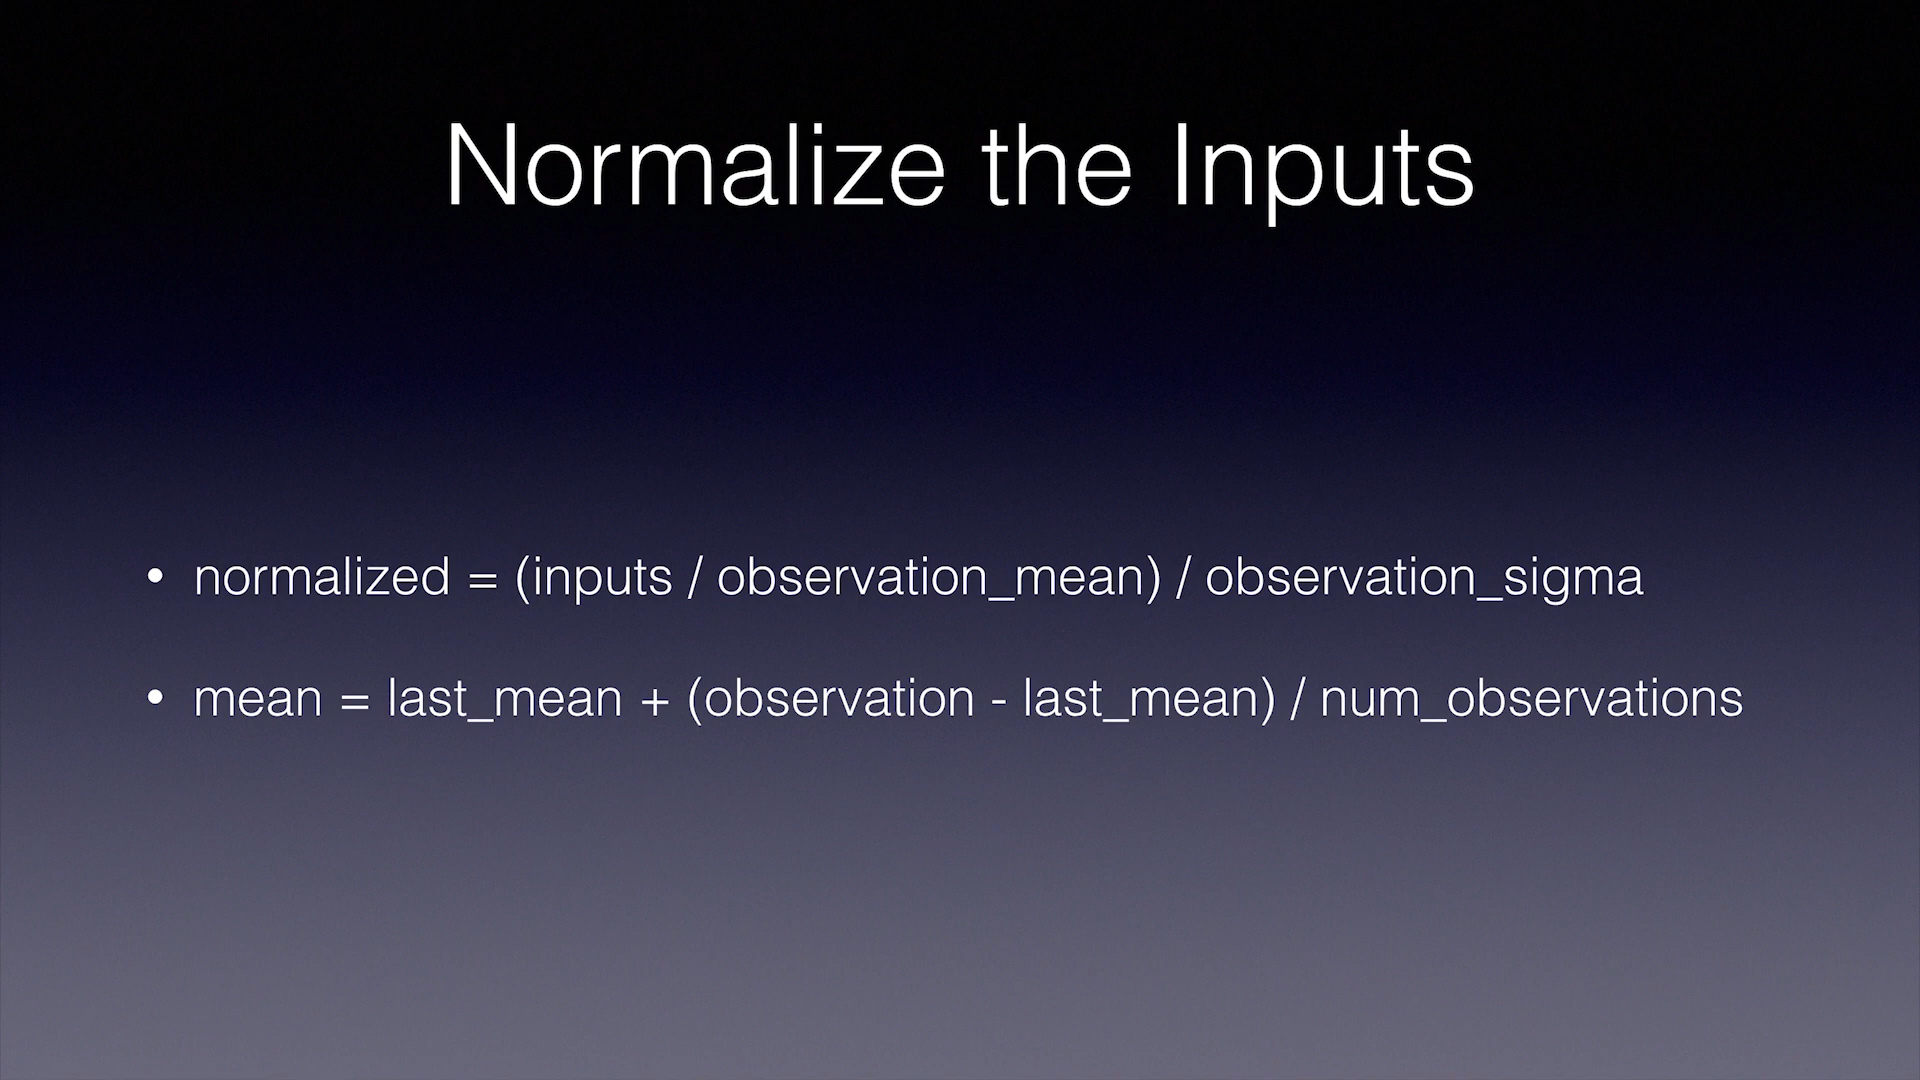 Normalize the Inputs
• normalized = (inputs / observation_mean) / observation_sigma
• mean = last_mean + (observation - last_mean) / num_observations